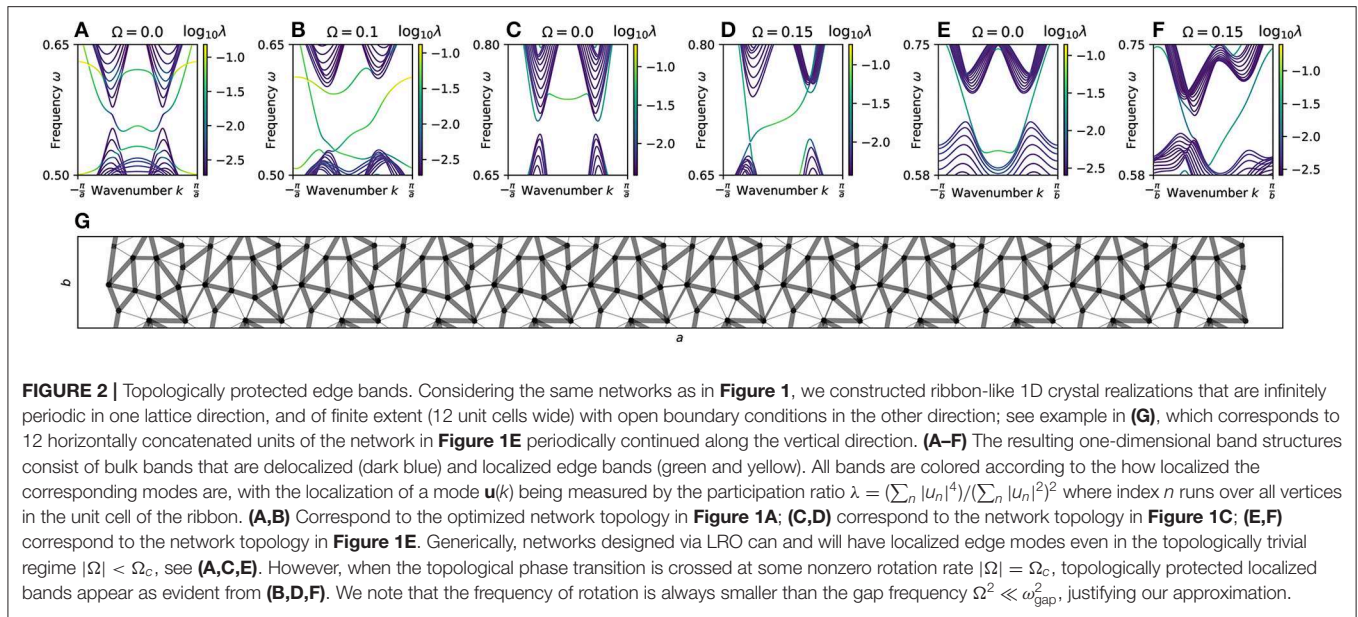 A Ω = 0.0 log₁₀λ
0.65
Frequency ω
0.50
−π/a Wavenumber k π/a
−1.0
−1.5
−2.0
−2.5
B Ω = 0.1 log₁₀λ
0.65
Frequency ω
0.50
−π/a Wavenumber k π/a
−1.0
−1.5
−2.0
−2.5
C Ω = 0.0 log₁₀λ
0.80
Frequency ω
0.65
−π/a Wavenumber k π/a
−1.0
−1.5
−2.0
D Ω = 0.15 log₁₀λ
0.80
Frequency ω
0.65
−π/a Wavenumber k π/a
−1.0
−1.5
−2.0
E Ω = 0.0 log₁₀λ
0.75
Frequency ω
0.58
−π/b Wavenumber k π/b
−1.0
−1.5
−2.0
−2.5
F Ω = 0.15 log₁₀λ
0.75
Frequency ω
0.58
−π/b Wavenumber k π/b
−1.0
−1.5
−2.0
−2.5
G
b
a
FIGURE 2 | Topologically protected edge bands. Considering the same networks as in Figure 1, we constructed ribbon-like 1D crystal realizations that are infinitely
periodic in one lattice direction, and of finite extent (12 unit cells wide) with open boundary conditions in the other direction; see example in (G), which corresponds to
12 horizontally concatenated units of the network in Figure 1E periodically continued along the vertical direction. (A–F) The resulting one-dimensional band structures
consist of bulk bands that are delocalized (dark blue) and localized edge bands (green and yellow). All bands are colored according to the how localized the
corresponding modes are, with the localization of a mode u(k) being measured by the participation ratio λ = (∑ₙ |uₙ|⁴)/(∑ₙ |uₙ|²)² where index n runs over all vertices
in the unit cell of the ribbon. (A,B) Correspond to the optimized network topology in Figure 1A; (C,D) correspond to the network topology in Figure 1C; (E,F)
correspond to the network topology in Figure 1E. Generically, networks designed via LRO can and will have localized edge modes even in the topologically trivial
regime |Ω| < Ωc, see (A,C,E). However, when the topological phase transition is crossed at some nonzero rotation rate |Ω| = Ωc, topologically protected localized
bands appear as evident from (B,D,F). We note that the frequency of rotation is always smaller than the gap frequency Ω² ≪ ω²gap, justifying our approximation.